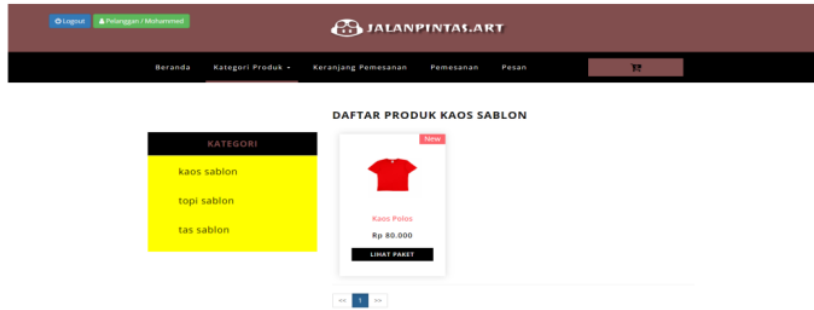 Logout Pelanggan / Mohammed
JALANPINTAS.ART
Beranda Kategori Produk Keranjang Pemesanan Pemesanan Pesan
DAFTAR PRODUK KAOS SABLON
KATEGORI
kaos sablon
topi sablon
tas sablon
New
Kaos Polos
Rp 80.000
LIHAT PAKET
<< 1 >>